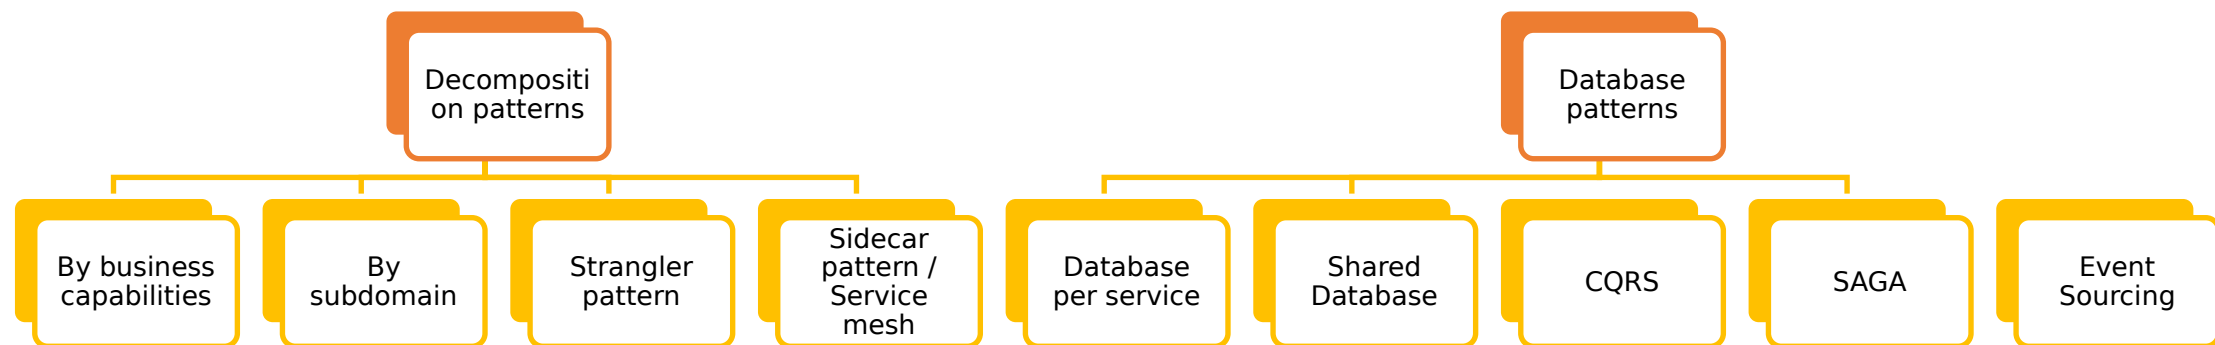 Decompositi
on patterns
Database
patterns
By business
capabilities
By
subdomain
Strangler
pattern
Sidecar
pattern /
Service
mesh
Database
per service
Shared
Database
CQRS
SAGA
Event
Sourcing